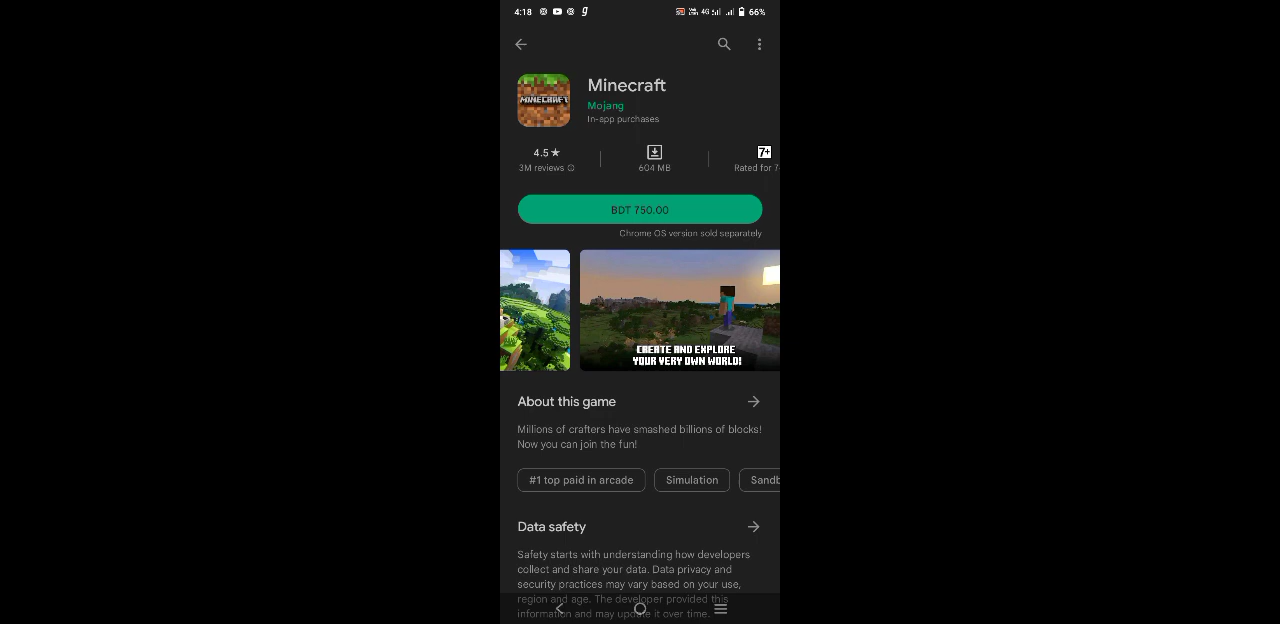 4:18
4G
66%
MINECRAFT
Minecraft
Mojang
In-app purchases
4.5★
7+
3M reviews
604 MB
Rated for 7
BDT 750.00
Chrome OS version sold separately
CREATE AND EXPLORE
YOUR VERY OWN WORLD!
About this game
Millions of crafters have smashed billions of blocks!
Now you can join the fun!
#1 top paid in arcade
Simulation
Sandb
Data safety
Safety starts with understanding how developers
collect and share your data. Data privacy and
security practices may vary based on your use,
region and age. The developer provided this
information and may update it over time.